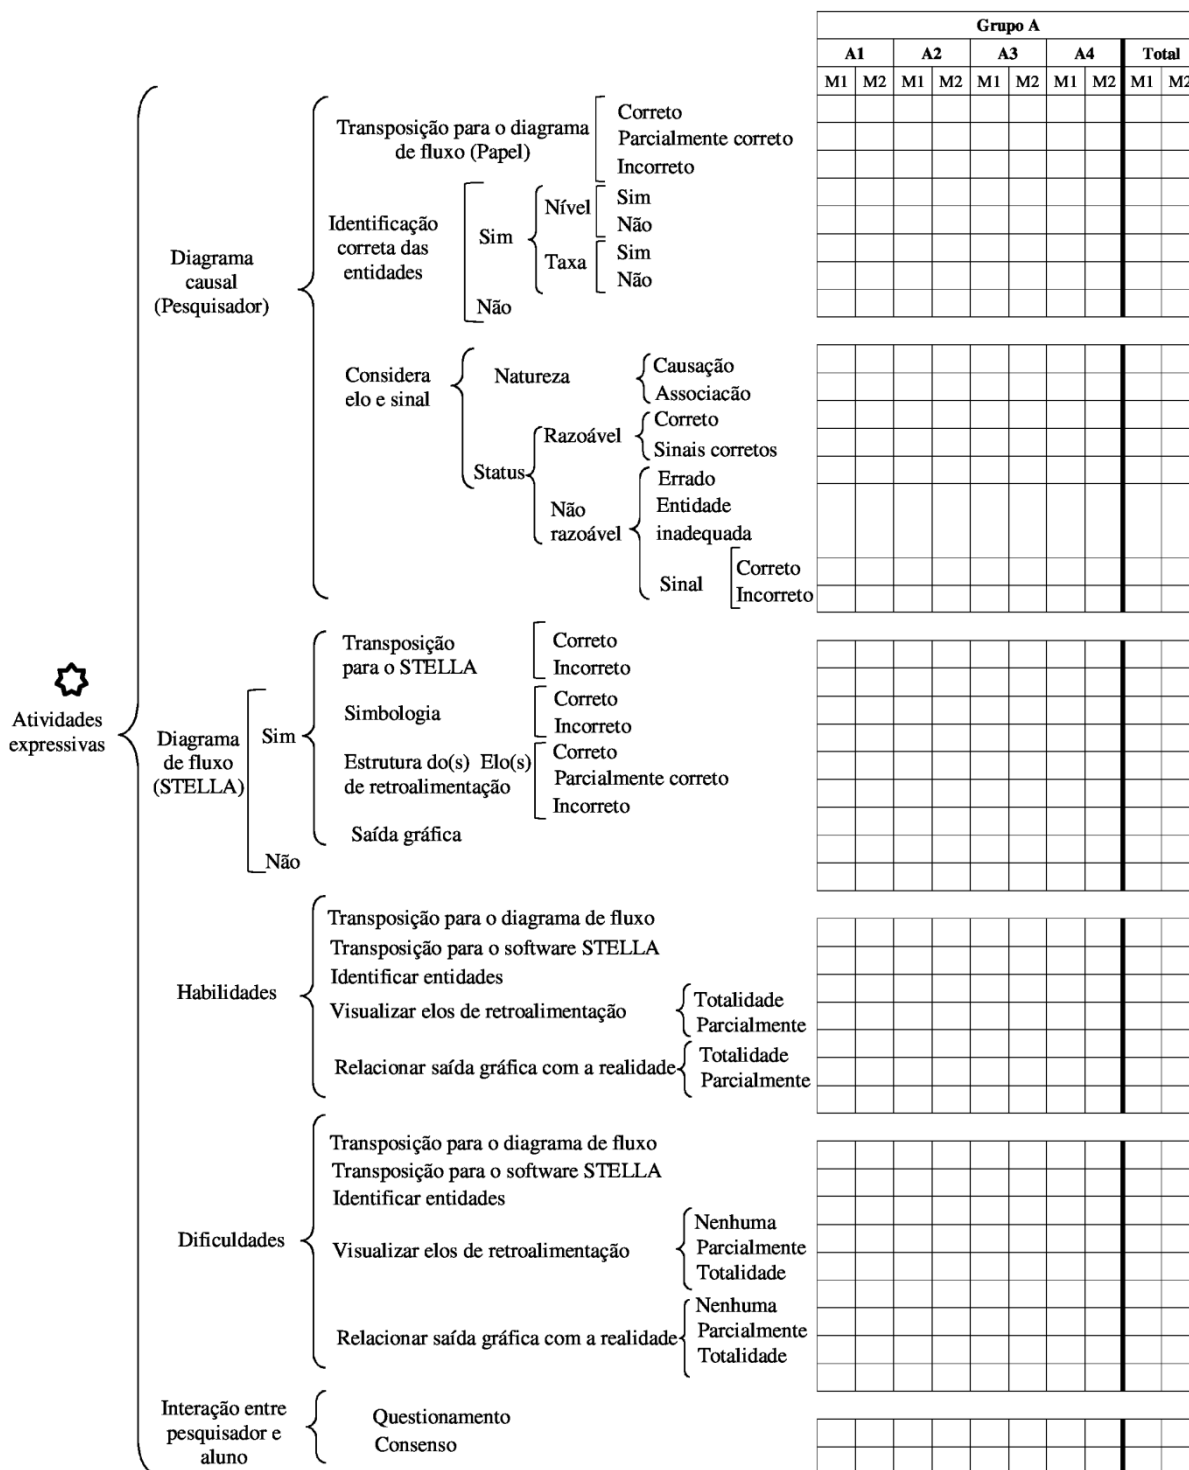 Grupo A
A1 A2 A3 A4 Total
M1 M2 M1 M2 M1 M2 M1 M2 M1 M2
Transposição para o diagrama
de fluxo (Papel)
Correto
Parcialmente correto
Incorreto
Identificação
correta das
entidades
Sim
Nível
Sim
Não
Taxa
Sim
Não
Não
Diagrama
causal
(Pesquisador)
Considera
elo e sinal
Natureza
Causação
Associacão
Status
Razoável
Correto
Sinais corretos
Não
razoável
Errado
Entidade
inadequada
Sinal
Correto
Incorreto
Atividades
expressivas
Diagrama
de fluxo
(STELLA)
Sim
Transposição
para o STELLA
Correto
Incorreto
Simbologia
Correto
Incorreto
Estrutura do(s) Elo(s)
de retroalimentação
Correto
Parcialmente correto
Incorreto
Saída gráfica
Não
Habilidades
Transposição para o diagrama de fluxo
Transposição para o software STELLA
Identificar entidades
Visualizar elos de retroalimentação
Totalidade
Parcialmente
Relacionar saída gráfica com a realidade
Totalidade
Parcialmente
Dificuldades
Transposição para o diagrama de fluxo
Transposição para o software STELLA
Identificar entidades
Visualizar elos de retroalimentação
Nenhuma
Parcialmente
Totalidade
Relacionar saída gráfica com a realidade
Nenhuma
Parcialmente
Totalidade
Interação entre
pesquisador e
aluno
Questionamento
Consenso